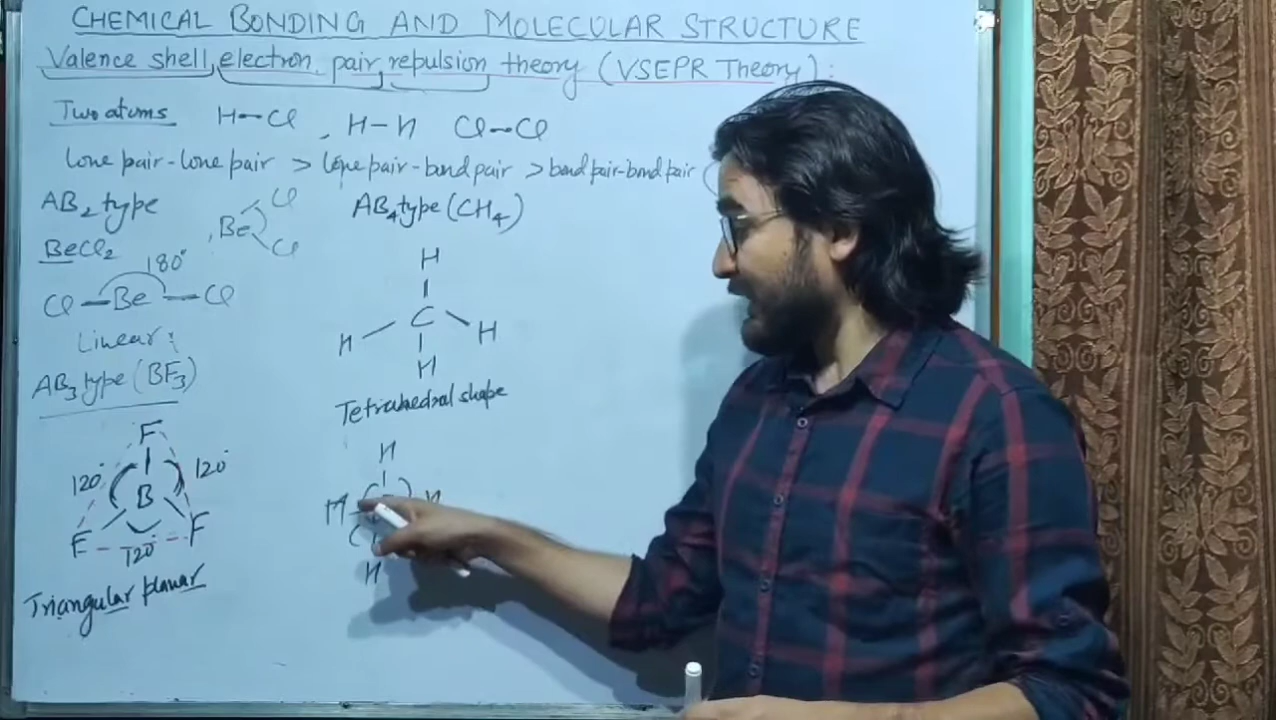 CHEMICAL BONDING AND MOLECULAR STRUCTURE
Valence shell electron pair repulsion theory (VSEPR Theory) :
Two atoms H-Cl , H-H Cl-Cl
lone pair-lone pair > lone pair-bond pair > bond pair-bond pair
AB2 type
BeCl2
Cl
Be
Cl
180°
Cl-Be-Cl
Linear:
AB3 type (BF3)
F
120° 120°
B
F 120° F
Triangular planar
AB4 type (CH4)
H
C
H H
H
Tetrahedral shape
H
H H
H